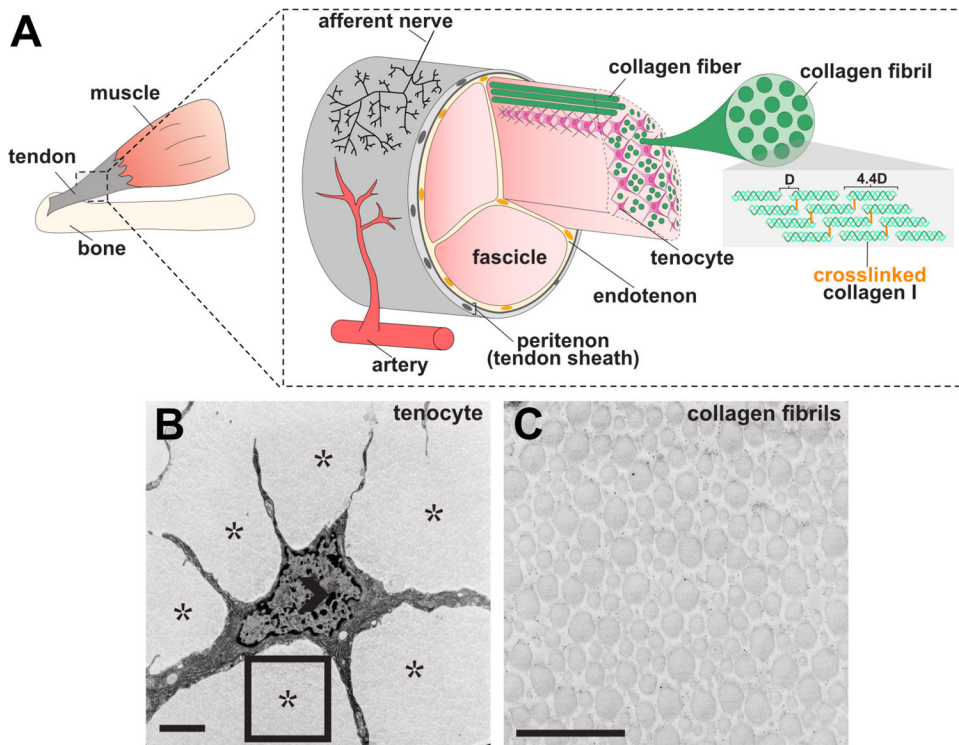 A
afferent nerve
muscle
tendon
bone
collagen fiber
collagen fibril
D
4.4D
fascicle
tenocyte
endotenon
crosslinked
collagen I
peritenon
(tendon sheath)
artery
B
tenocyte
*
*
*
*
*
*
C
collagen fibrils